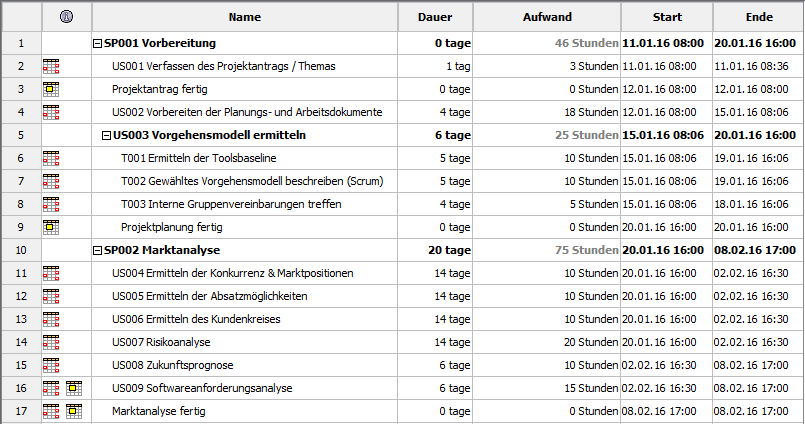 Name Dauer Aufwand Start Ende
1 SP001 Vorbereitung 0 tage 46 Stunden 11.01.16 08:00 20.01.16 16:00
2 US001 Verfassen des Projektantrags / Themas 1 tag 3 Stunden 11.01.16 08:00 11.01.16 08:36
3 Projektantrag fertig 0 tage 0 Stunden 12.01.16 08:00 12.01.16 08:00
4 US002 Vorbereiten der Planungs- und Arbeitsdokumente 4 tage 18 Stunden 12.01.16 08:00 15.01.16 08:06
5 US003 Vorgehensmodell ermitteln 6 tage 25 Stunden 15.01.16 08:06 20.01.16 16:00
6 T001 Ermitteln der Toolsbaseline 5 tage 10 Stunden 15.01.16 08:06 19.01.16 16:06
7 T002 Gewähltes Vorgehensmodell beschreiben (Scrum) 5 tage 10 Stunden 15.01.16 08:06 19.01.16 16:06
8 T003 Interne Gruppenvereinbarungen treffen 4 tage 5 Stunden 15.01.16 08:06 18.01.16 16:06
9 Projektplanung fertig 0 tage 0 Stunden 20.01.16 16:00 20.01.16 16:00
10 SP002 Marktanalyse 20 tage 75 Stunden 20.01.16 16:00 08.02.16 17:00
11 US004 Ermitteln der Konkurrenz & Marktpositionen 14 tage 10 Stunden 20.01.16 16:00 02.02.16 16:30
12 US005 Ermitteln der Absatzmöglichkeiten 14 tage 10 Stunden 20.01.16 16:00 02.02.16 16:30
13 US006 Ermitteln des Kundenkreises 14 tage 10 Stunden 20.01.16 16:00 02.02.16 16:30
14 US007 Risikoanalyse 14 tage 20 Stunden 20.01.16 16:00 02.02.16 16:30
15 US008 Zukunftsprognose 6 tage 10 Stunden 02.02.16 16:30 08.02.16 17:00
16 US009 Softwareanforderungsanalyse 6 tage 15 Stunden 02.02.16 16:30 08.02.16 17:00
17 Marktanalyse fertig 0 tage 0 Stunden 08.02.16 17:00 08.02.16 17:00